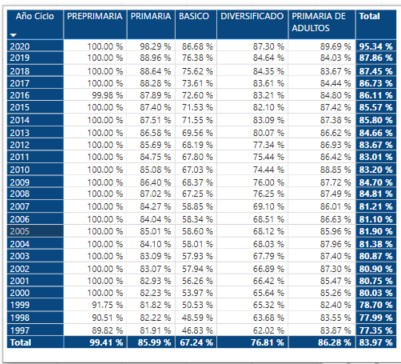 Año Ciclo PREPRIMARIA PRIMARIA BASICO DIVERSIFICADO PRIMARIA DE ADULTOS Total
2020 100.00 % 98.29 % 86.68 % 87.30 % 89.69 % 95.34 %
2019 100.00 % 88.96 % 76.38 % 84.64 % 84.03 % 87.86 %
2018 100.00 % 88.64 % 75.62 % 84.35 % 83.67 % 87.45 %
2017 100.00 % 88.28 % 73.61 % 83.61 % 84.44 % 86.73 %
2016 99.98 % 87.89 % 72.60 % 83.21 % 84.80 % 86.11 %
2015 100.00 % 87.40 % 71.53 % 82.10 % 87.42 % 85.57 %
2014 100.00 % 87.51 % 71.55 % 83.09 % 87.38 % 85.80 %
2013 100.00 % 86.58 % 69.56 % 80.07 % 86.62 % 84.66 %
2012 100.00 % 85.69 % 68.19 % 77.34 % 86.93 % 83.67 %
2011 100.00 % 84.75 % 67.80 % 75.44 % 86.42 % 83.01 %
2010 100.00 % 85.08 % 67.03 % 74.44 % 88.85 % 83.20 %
2009 100.00 % 86.40 % 68.37 % 76.00 % 87.72 % 84.70 %
2008 100.00 % 87.02 % 67.25 % 76.25 % 87.49 % 84.81 %
2007 100.00 % 84.27 % 58.85 % 69.10 % 86.01 % 81.21 %
2006 100.00 % 84.04 % 58.34 % 68.51 % 86.63 % 81.10 %
2005 100.00 % 85.01 % 58.60 % 68.12 % 85.96 % 81.90 %
2004 100.00 % 84.10 % 58.01 % 68.03 % 87.96 % 81.38 %
2003 100.00 % 83.09 % 57.93 % 67.79 % 87.40 % 80.87 %
2002 100.00 % 83.07 % 57.94 % 66.89 % 87.30 % 80.90 %
2001 100.00 % 82.93 % 56.26 % 66.42 % 85.47 % 80.75 %
2000 100.00 % 82.23 % 53.97 % 65.64 % 85.26 % 80.03 %
1999 91.75 % 81.82 % 50.53 % 65.32 % 82.40 % 78.70 %
1998 90.51 % 82.22 % 48.59 % 63.68 % 83.55 % 77.99 %
1997 89.82 % 81.91 % 46.83 % 62.02 % 83.87 % 77.35 %
Total 99.41 % 85.99 % 67.24 % 76.81 % 86.28 % 83.97 %